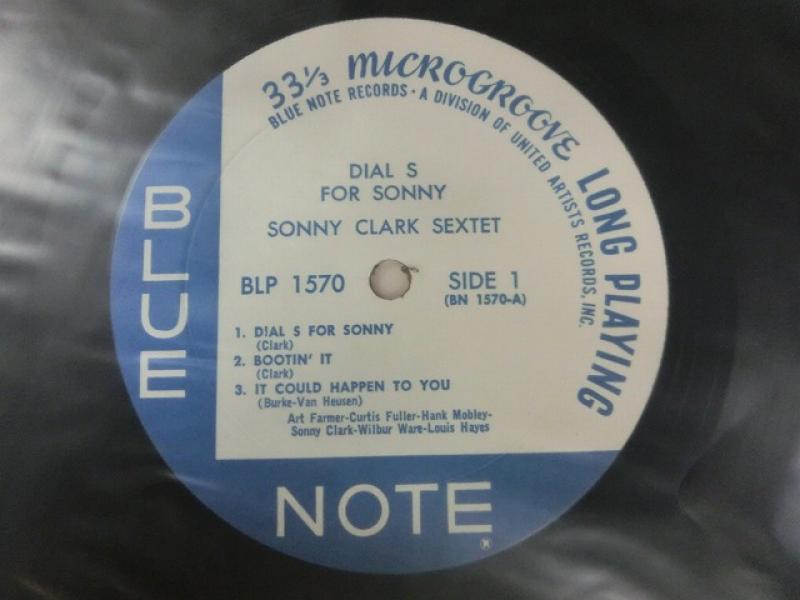 33⅓ MICROGROOVE LONG PLAYING
BLUE NOTE RECORDS · A DIVISION OF UNITED ARTISTS RECORDS, INC.
DIAL S
FOR SONNY
SONNY CLARK SEXTET
BLP 1570
SIDE 1
(BN 1570-A)
1. DIAL S FOR SONNY
(Clark)
2. BOOTIN' IT
(Clark)
3. IT COULD HAPPEN TO YOU
(Burke-Van Heusen)
Art Farmer-Curtis Fuller-Hank Mobley-
Sonny Clark-Wilbur Ware-Louis Hayes
BLUE
NOTE